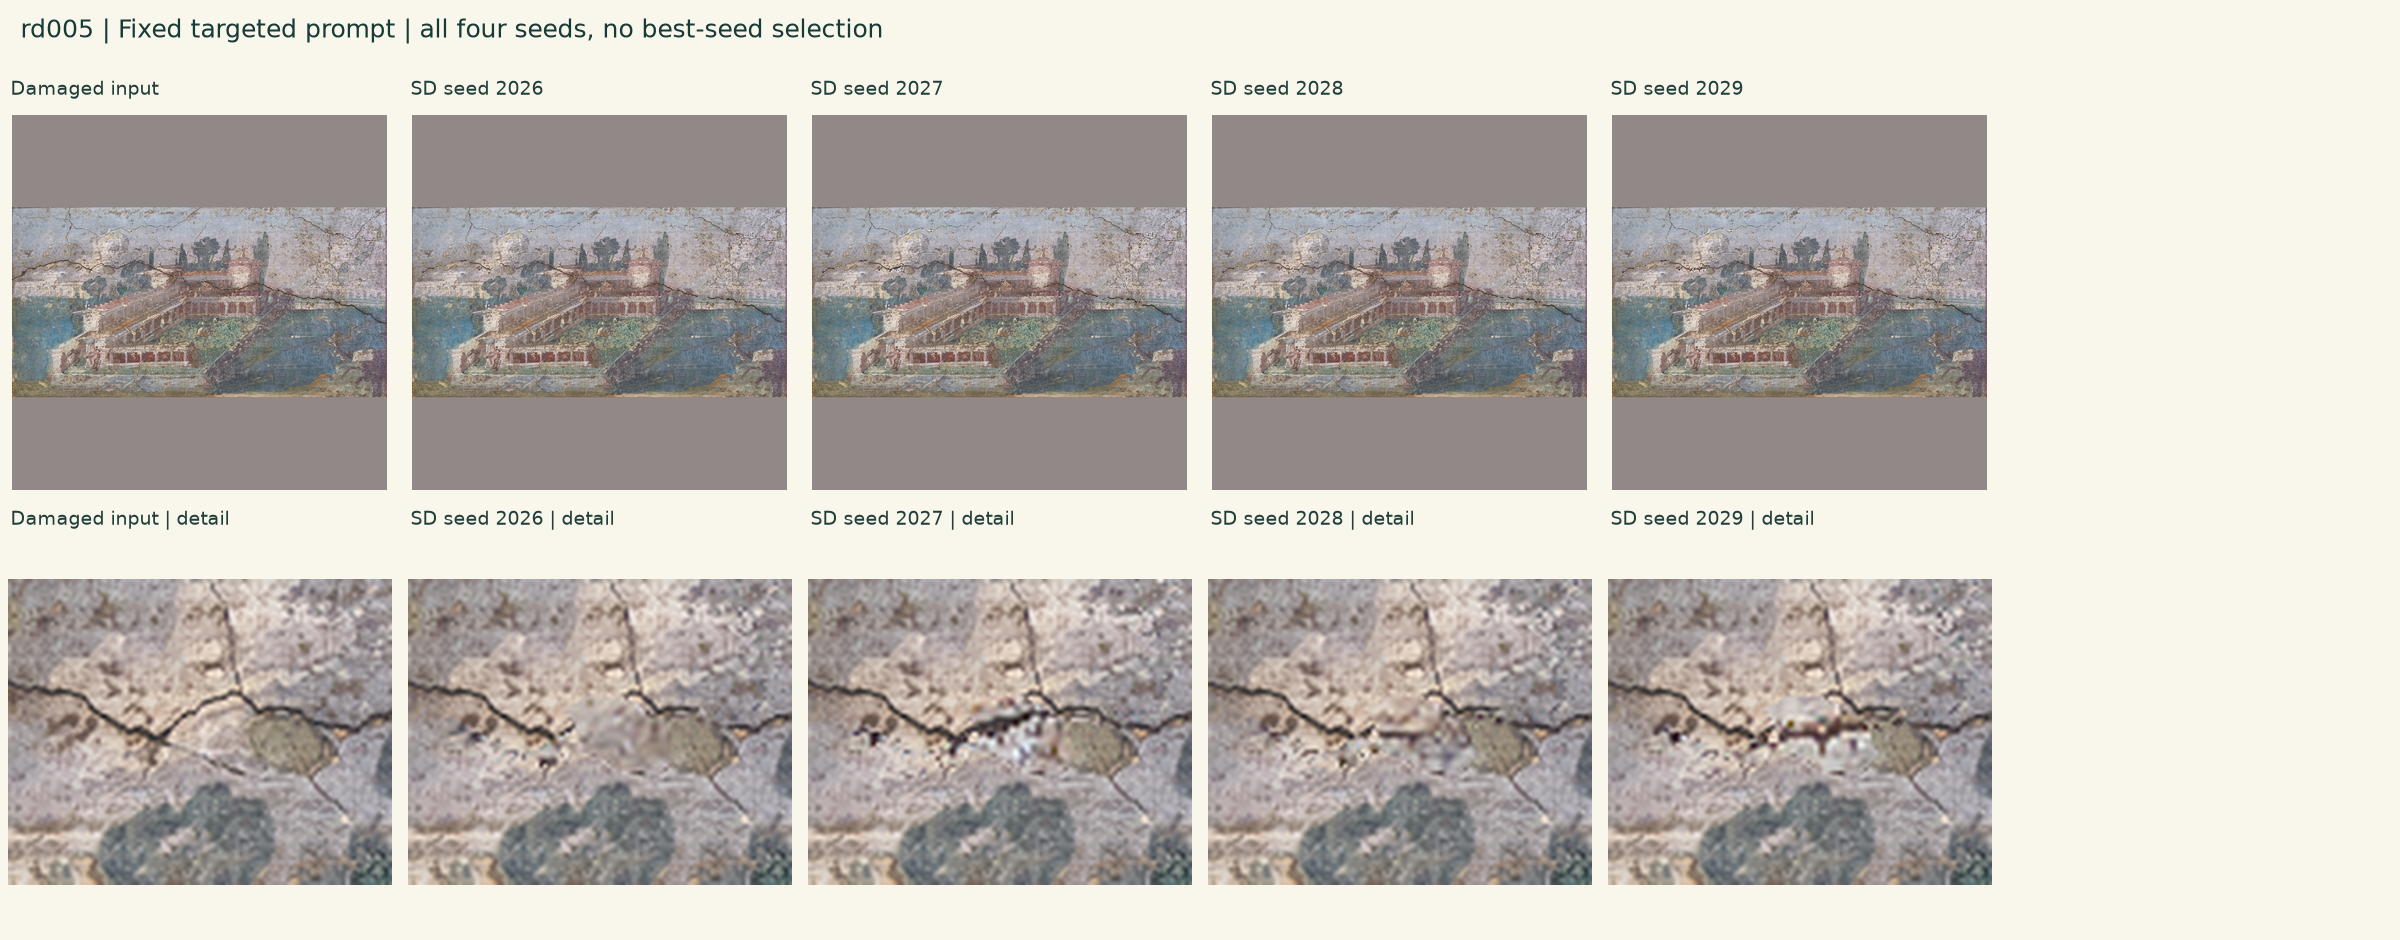 rd005 | Fixed targeted prompt | all four seeds, no best-seed selection
Damaged input
SD seed 2026
SD seed 2027
SD seed 2028
SD seed 2029
Damaged input | detail
SD seed 2026 | detail
SD seed 2027 | detail
SD seed 2028 | detail
SD seed 2029 | detail